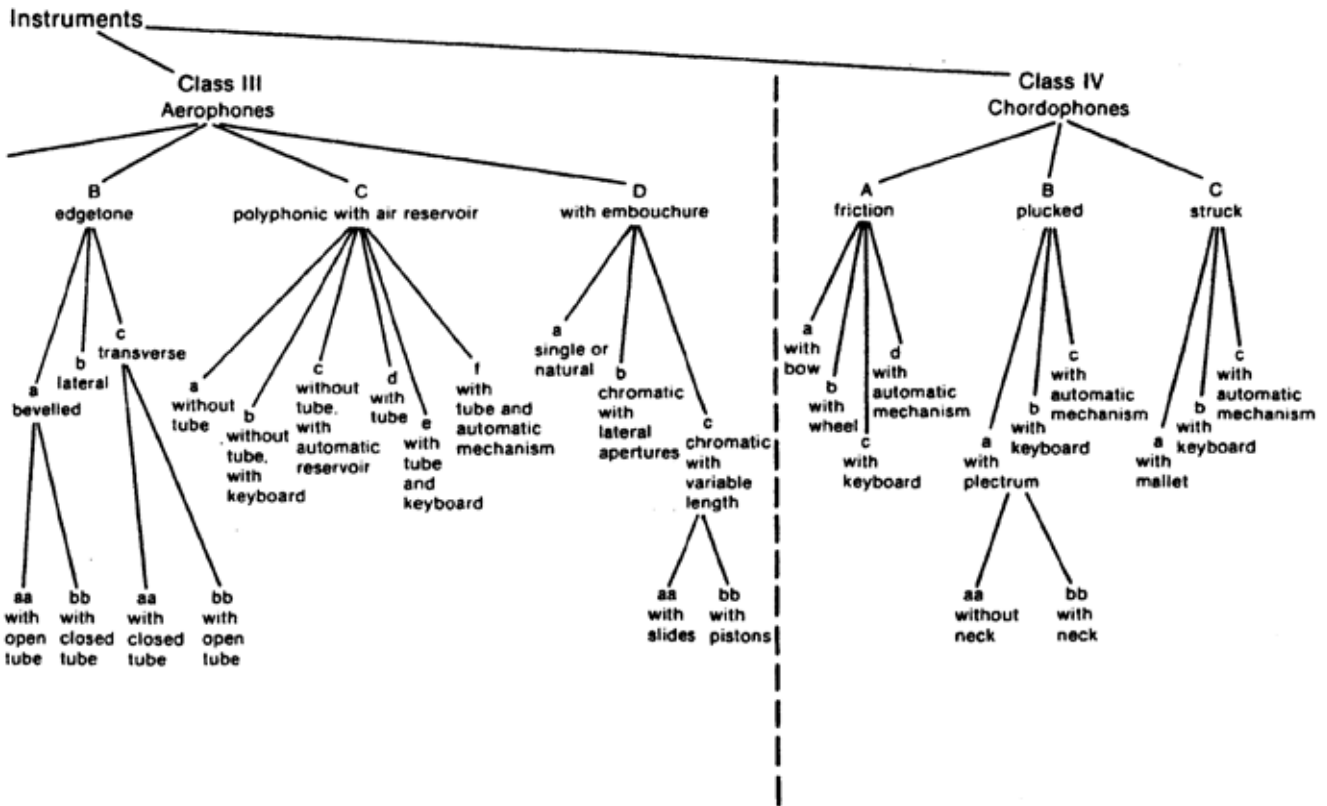 Instruments
Class III
Aerophones
Class IV
Chordophones
B
edgetone
C
polyphonic with air reservoir
D
with embouchure
A
friction
B
plucked
C
struck
a
bevelled
b
lateral
c
transverse
a
without
tube
b
without
tube,
with
keyboard
c
without
tube,
with
automatic
reservoir
d
with
tube
e
with
tube
and
keyboard
f
with
tube and
automatic
mechanism
a
single or
natural
b
chromatic
with
lateral
apertures
c
chromatic
with
variable
length
a
with
bow
b
with
wheel
c
with
keyboard
d
with
automatic
mechanism
a
with
plectrum
b
with
keyboard
c
with
automatic
mechanism
a
with
mallet
b
with
keyboard
c
with
automatic
mechanism
aa
with
open
tube
bb
with
closed
tube
aa
with
closed
tube
bb
with
open
tube
aa
with
slides
bb
with
pistons
aa
without
neck
bb
with
neck